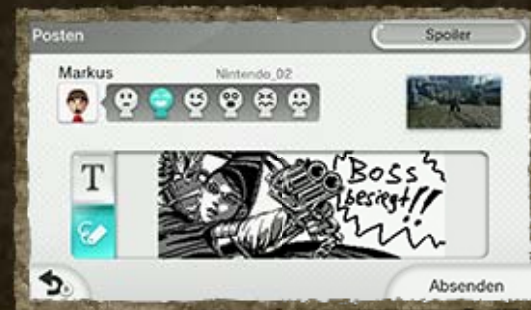 Posten
Spoiler
Markus
Nintendo_02
T
BOSS
besiegt!!
Absenden